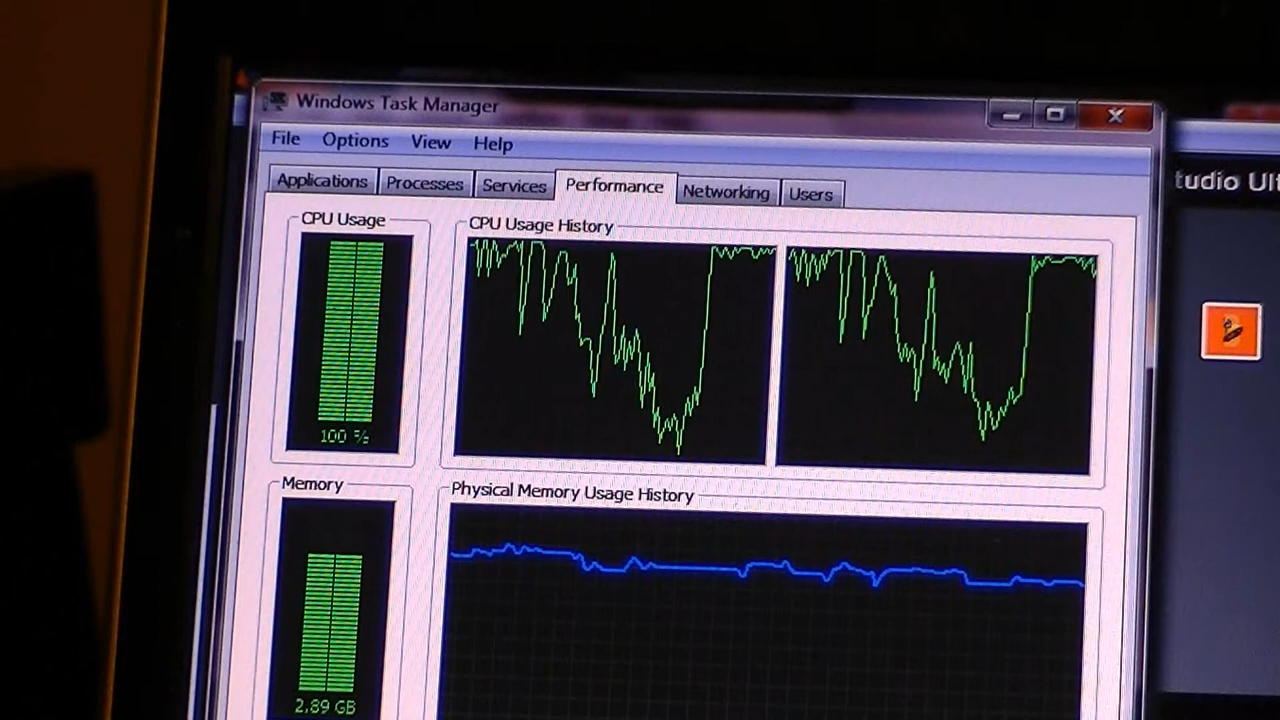 Windows Task Manager
File Options View Help
Applications Processes Services Performance Networking Users
tudio Ult
CPU Usage
CPU Usage History
100 %
Memory
Physical Memory Usage History
2.89 GB